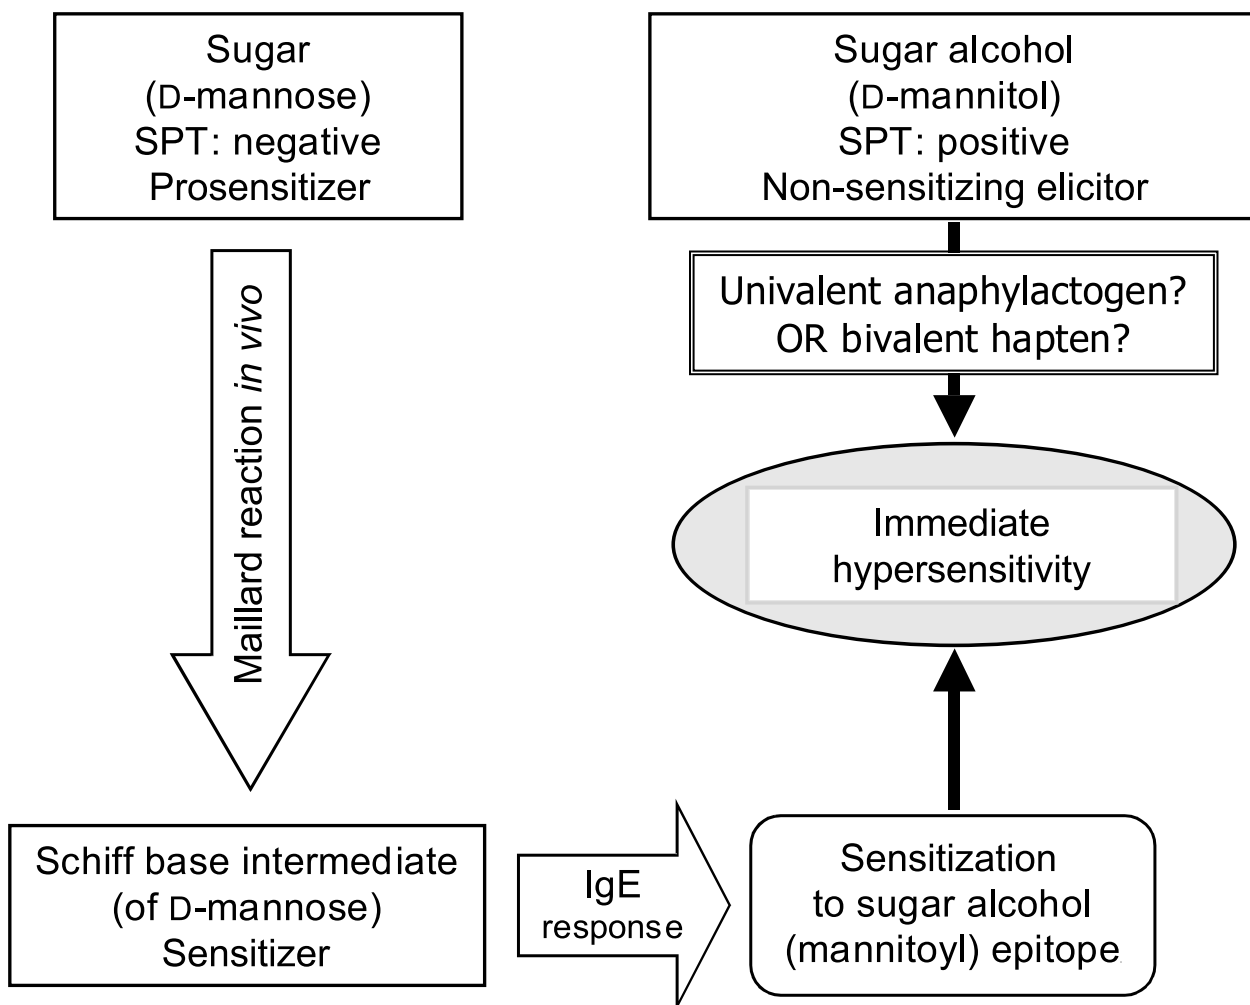 Sugar
(D-mannose)
SPT: negative
Prosensitizer
Sugar alcohol
(D-mannitol)
SPT: positive
Non-sensitizing elicitor
Univalent anaphylactogen?
OR bivalent hapten?
Maillard reaction in vivo
Immediate
hypersensitivity
Schiff base intermediate
(of D-mannose)
Sensitizer
IgE
response
Sensitization
to sugar alcohol
(mannitoyl) epitope